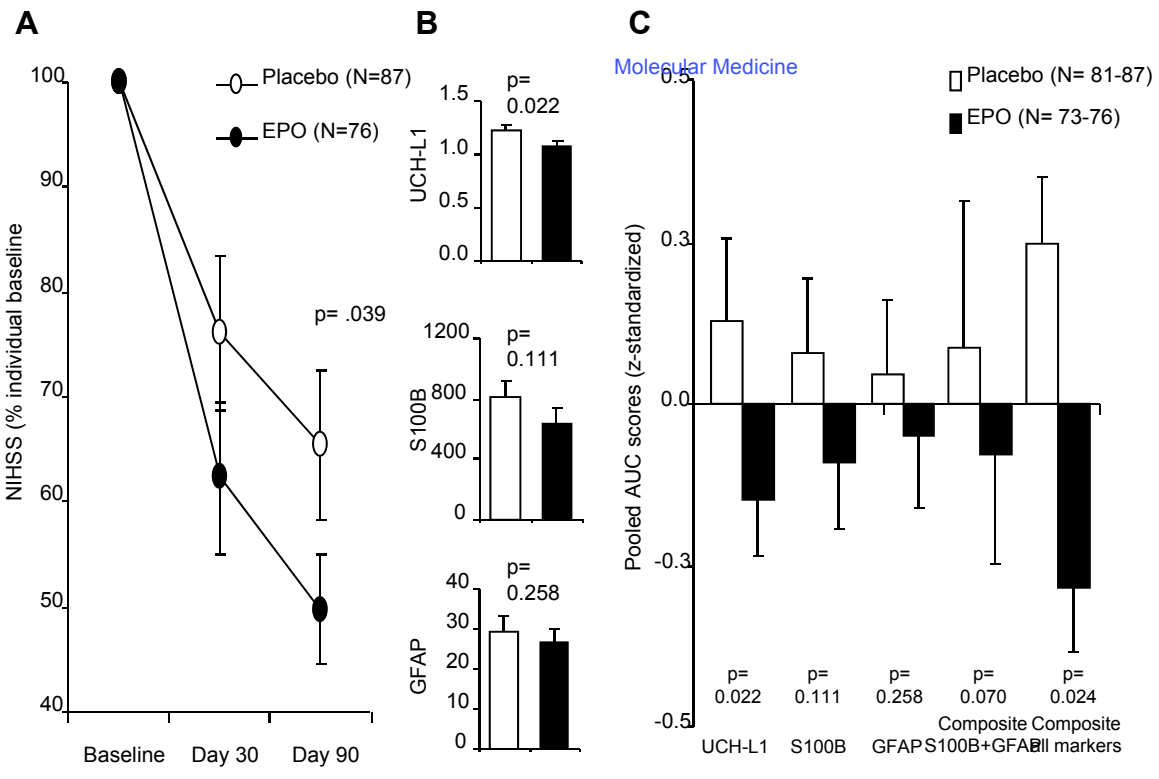 A
B
C
Molecular Medicine
Placebo (N=87)
EPO (N=76)
NIHSS (% individual baseline
100
90
80
70
60
50
40
p= .039
Baseline
Day 30
Day 90
p=
0.022
UCH-L1
1.5
1.0
0.5
0.0
p=
0.111
S100B
1200
800
400
0
p=
0.258
GFAP
40
30
20
10
0
Placebo (N= 81-87)
EPO (N= 73-76)
Pooled AUC scores (z-standardized)
0.5
0.3
0.0
-0.3
-0.5
p=
0.022
p=
0.111
p=
0.258
p=
0.070
p=
0.024
UCH-L1
S100B
GFAP
Composite
S100B+GFAP
Composite
all markers